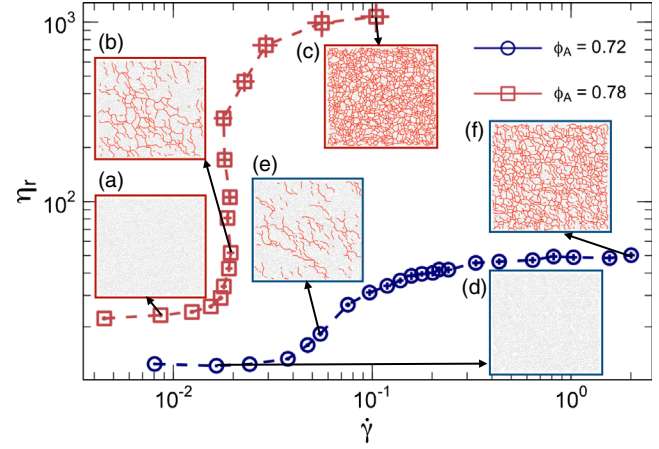 10³
10²
ηr
(b)
(c)
ϕA = 0.72
ϕA = 0.78
(a)
(e)
(f)
(d)
10⁻²
10⁻¹
10⁰
γ̇